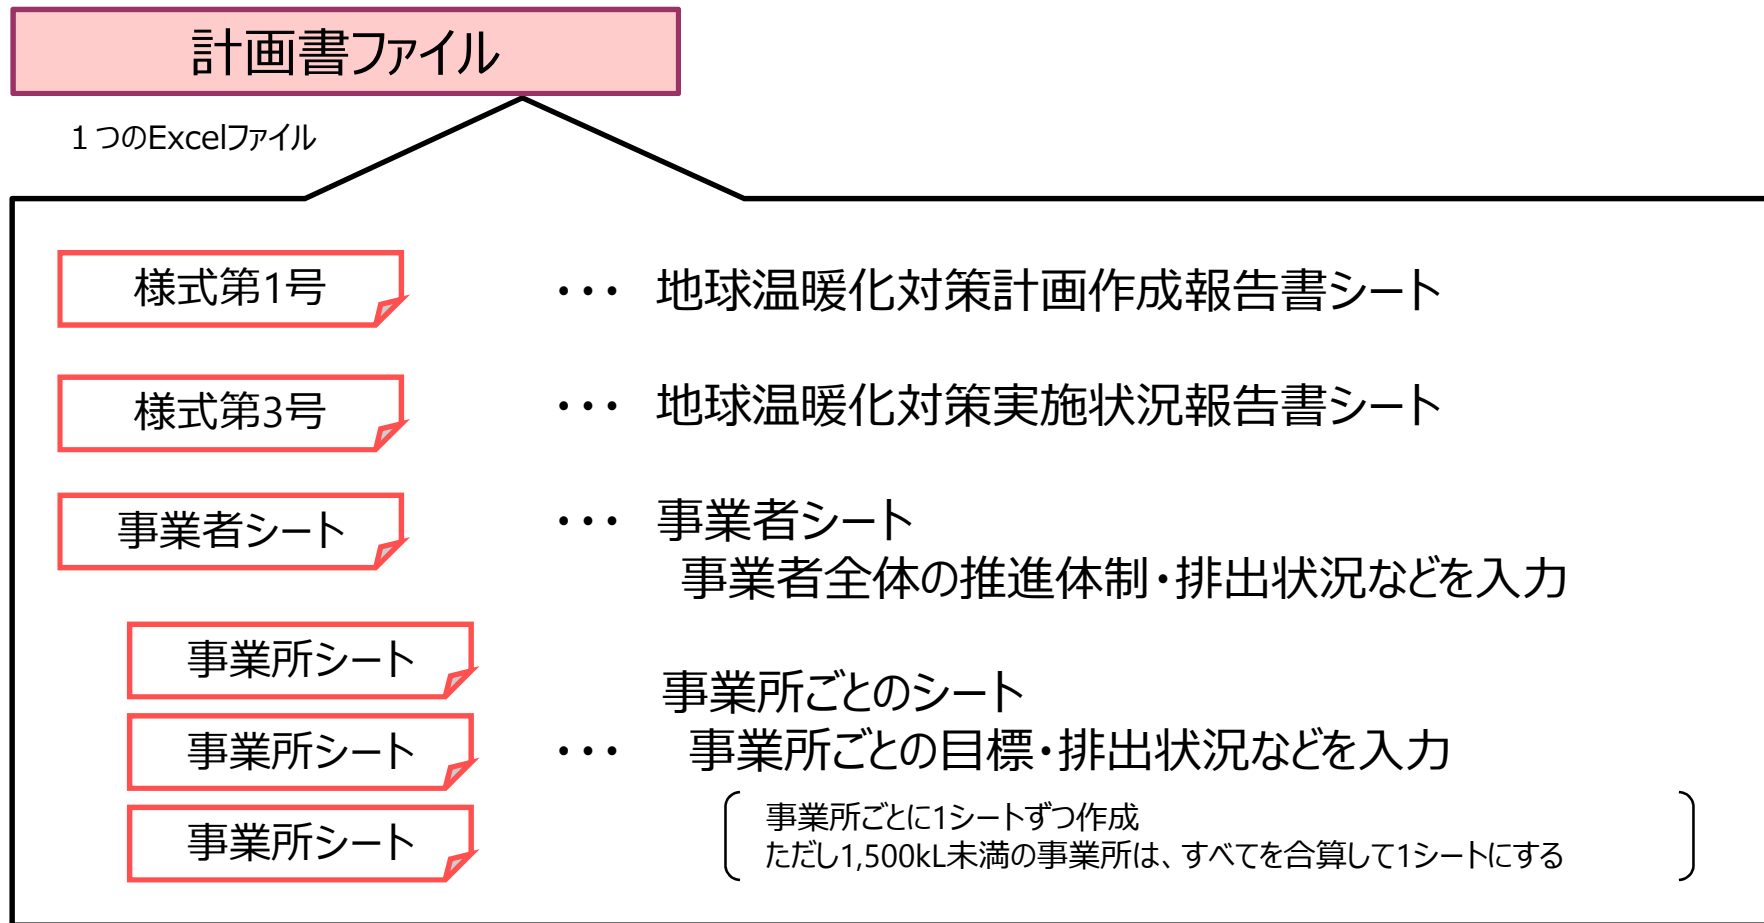 計画書ファイル
１つのExcelファイル
様式第1号 ・・・ 地球温暖化対策計画作成報告書シート
様式第3号 ・・・ 地球温暖化対策実施状況報告書シート
事業者シート ・・・ 事業者シート
事業者全体の推進体制・排出状況などを入力
事業所シート
事業所ごとのシート
事業所シート ・・・ 事業所ごとの目標・排出状況などを入力
事業所シート
事業所ごとに1シートずつ作成
ただし1,500kL未満の事業所は、すべてを合算して1シートにする